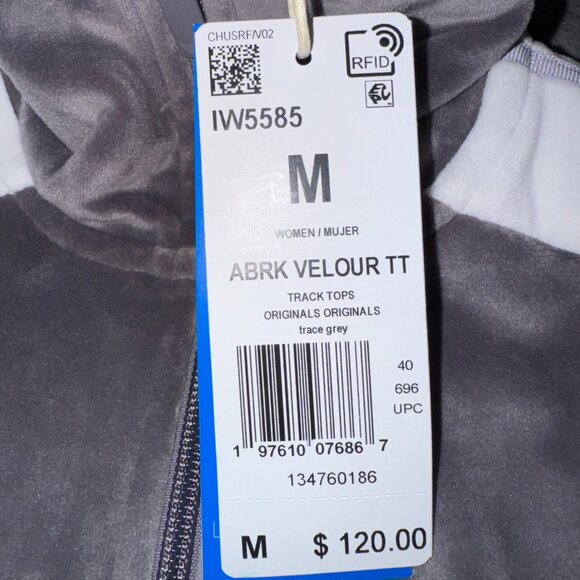 CHUSRF/V02
RFID
IW5585
M
WOMEN / MUJER
ABRK VELOUR TT
TRACK TOPS
ORIGINALS ORIGINALS
trace grey
40
696
UPC
1 97610 07686 7
134760186
M $ 120.00